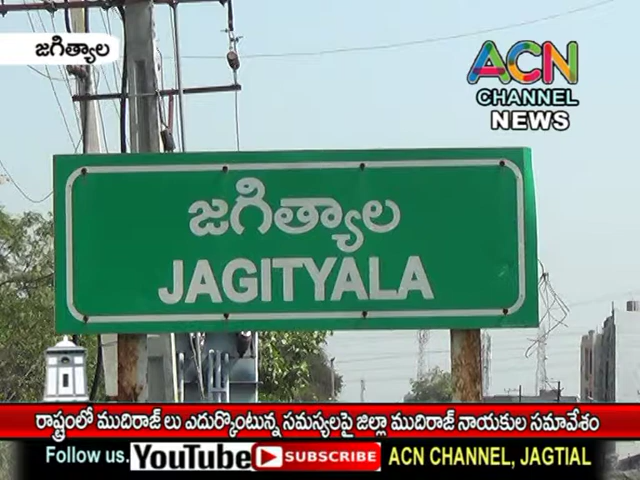 జగిత్యాల
ACN
CHANNEL
NEWS
జగిత్యాల
JAGITYALA
రాష్ట్రంలో ముదిరాజ్ లు ఎదుర్కొంటున్న సమస్యలపై జిల్లా ముదిరాజ్ నాయకుల సమావేశం
Follow us. YouTube SUBSCRIBE ACN CHANNEL, JAGTIAL